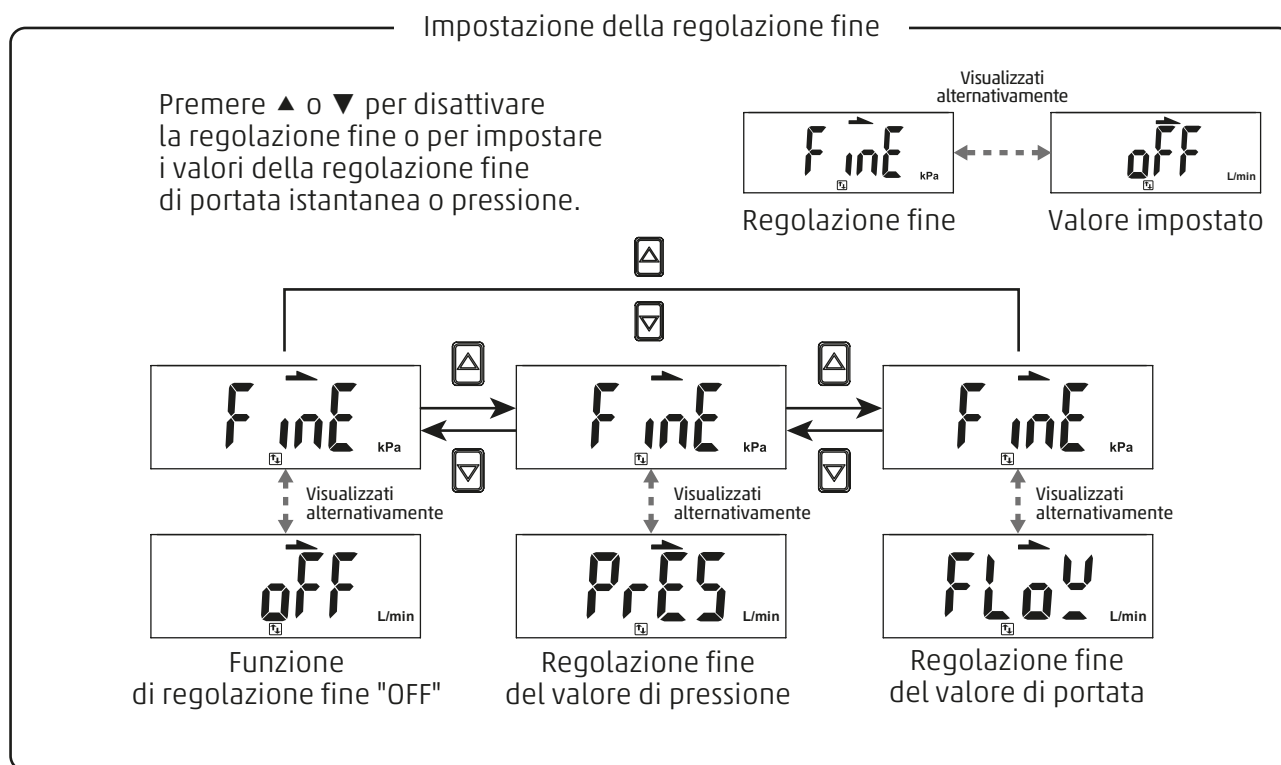 Impostazione della regolazione fine
Premere ▲ o ▼ per disattivare
la regolazione fine o per impostare
i valori della regolazione fine
di portata istantanea o pressione.
Visualizzati
alternativamente
FinE kPa
oFF L/min
Regolazione fine
Valore impostato
FinE kPa
FinE kPa
FinE kPa
Visualizzati
alternativamente
Visualizzati
alternativamente
Visualizzati
alternativamente
oFF L/min
PrES L/min
FLoW L/min
Funzione
di regolazione fine "OFF"
Regolazione fine
del valore di pressione
Regolazione fine
del valore di portata